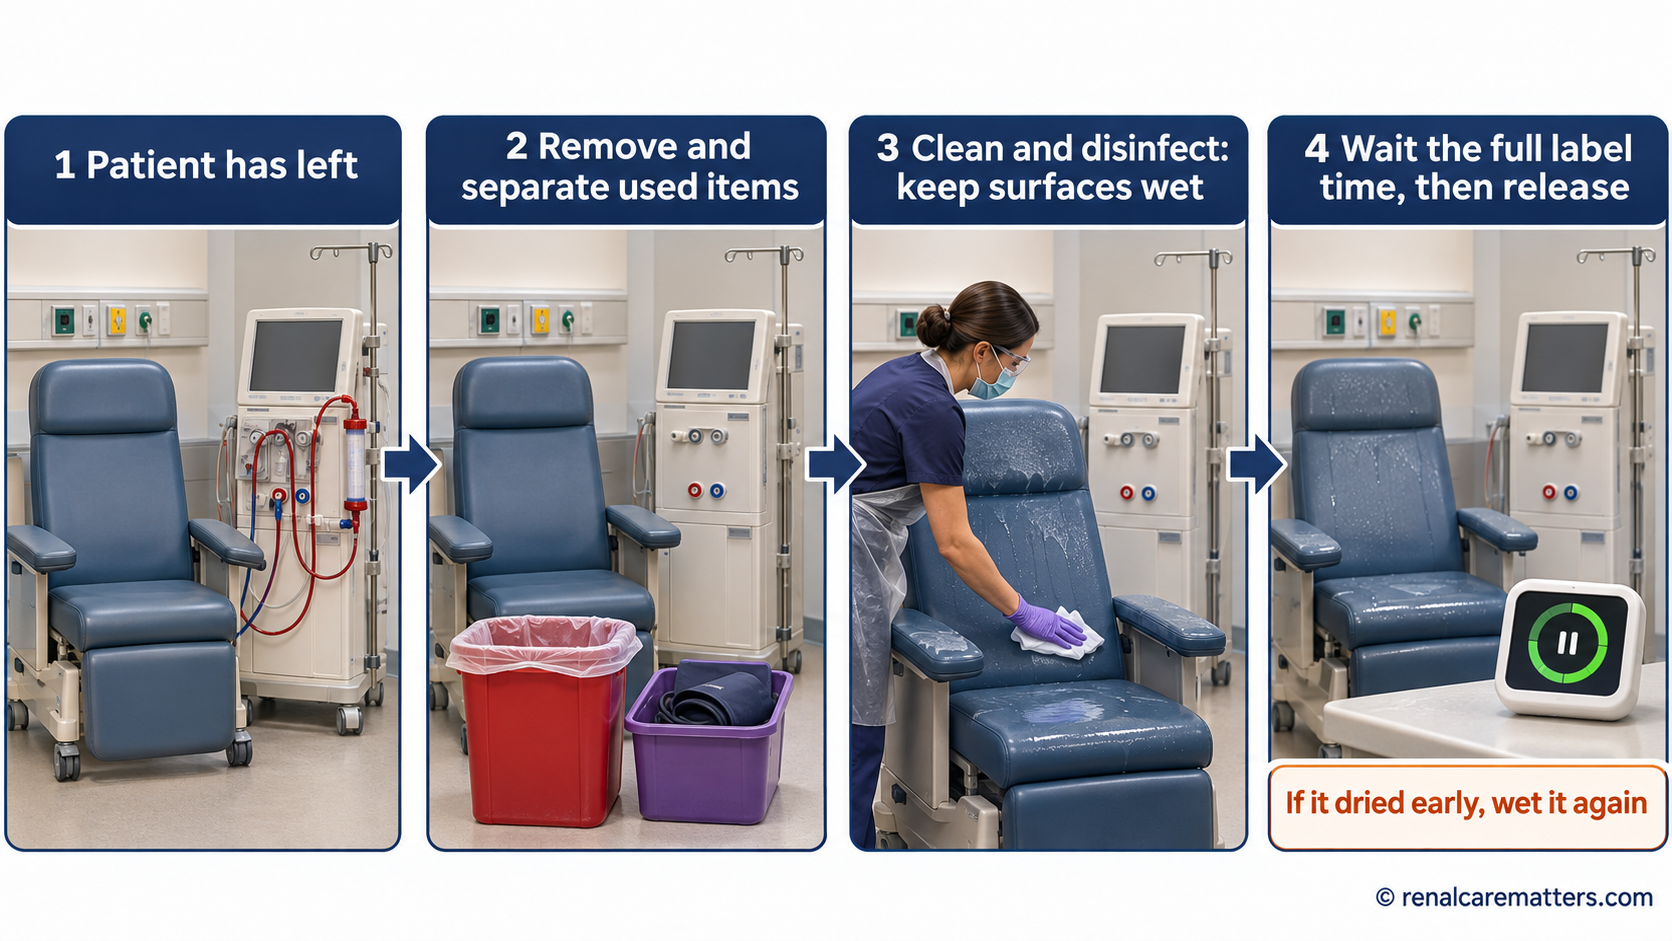 1 Patient has left
2 Remove and
separate used items
3 Clean and disinfect:
keep surfaces wet
4 Wait the full label
time, then release
If it dried early, wet it again
© renalcarematters.com